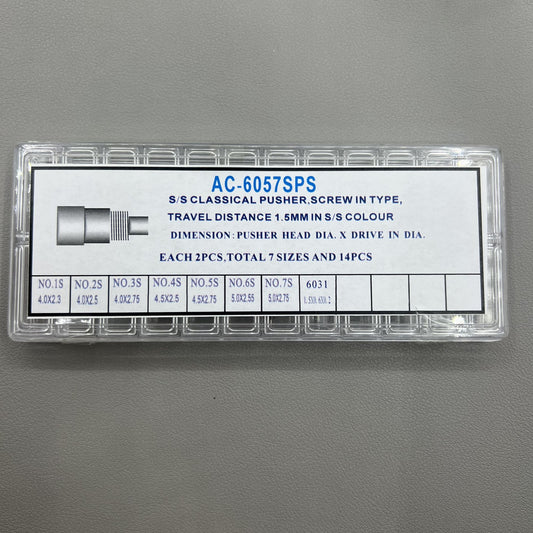 AC-6057SPS
S/S CLASSICAL PUSHER,SCREW IN TYPE,
TRAVEL DISTANCE 1.5MM IN S/S COLOUR
DIMENSION: PUSHER HEAD DIA. X DRIVE IN DIA.
EACH 2PCS,TOTAL 7 SIZES AND 14PCS
NO.1S NO.2S NO.3S NO.4S NO.5S NO.6S NO.7S 6031
4.0X2.3 4.0X2.5 4.0X2.75 4.5X2.5 4.5X2.75 5.0X2.55 5.0X2.75